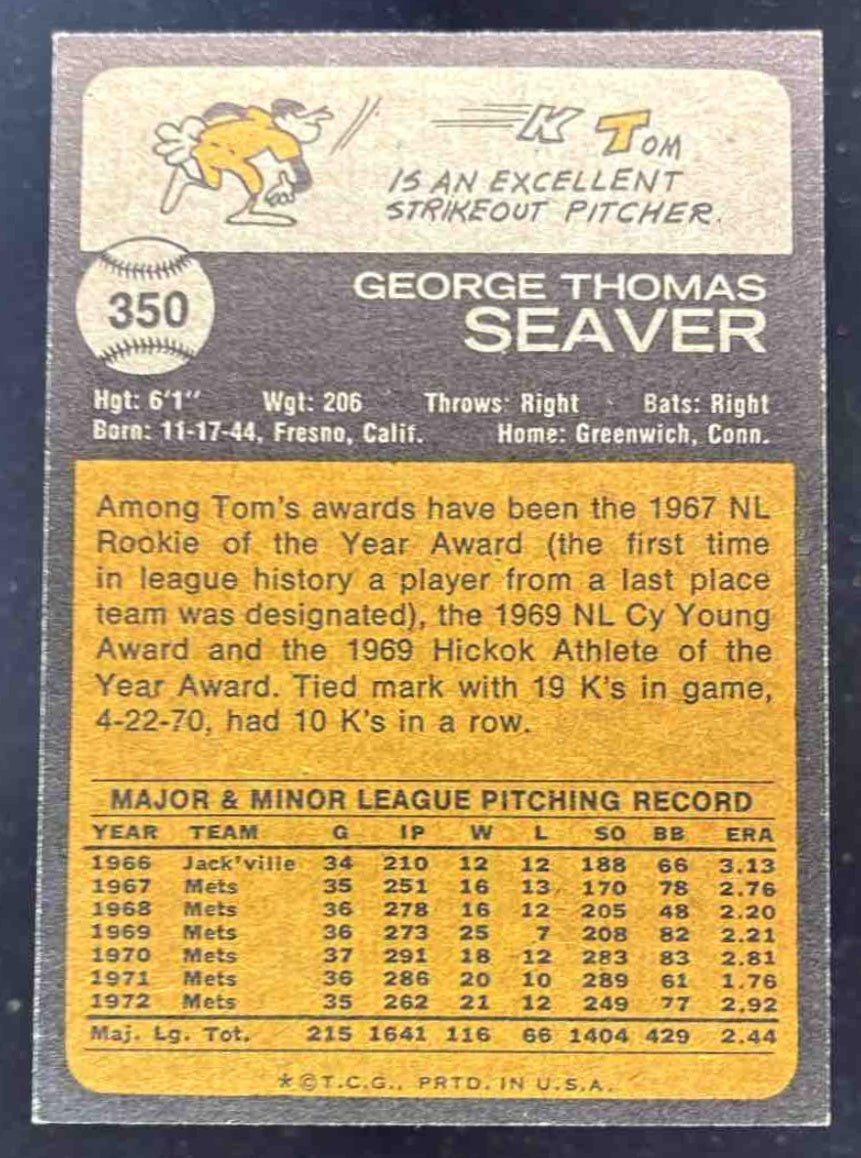 K TOM
IS AN EXCELLENT
STRIKEOUT PITCHER.
350
GEORGE THOMAS
SEAVER
Hgt: 6'1" Wgt: 206 Throws: Right Bats: Right
Born: 11-17-44, Fresno, Calif. Home: Greenwich, Conn.
Among Tom's awards have been the 1967 NL
Rookie of the Year Award (the first time
in league history a player from a last place
team was designated), the 1969 NL Cy Young
Award and the 1969 Hickok Athlete of the
Year Award. Tied mark with 19 K's in game,
4-22-70, had 10 K's in a row.
MAJOR & MINOR LEAGUE PITCHING RECORD
YEAR TEAM G IP W L SO BB ERA
1966 Jack'ville 34 210 12 12 188 66 3.13
1967 Mets 35 251 16 13 170 78 2.76
1968 Mets 36 278 16 12 205 48 2.20
1969 Mets 36 273 25 7 208 82 2.21
1970 Mets 37 291 18 12 283 83 2.81
1971 Mets 36 286 20 10 289 61 1.76
1972 Mets 35 262 21 12 249 77 2.92
Maj. Lg. Tot. 215 1641 116 66 1404 429 2.44
* © T.C.G., PRTD. IN U.S.A.